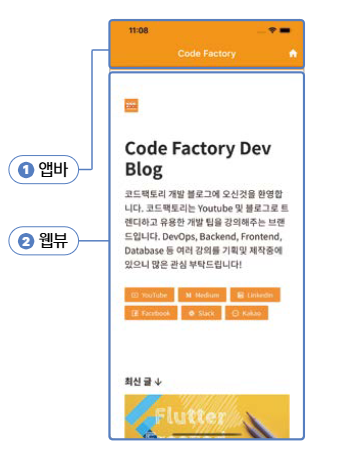 11:08
Code Factory
1 앱바
Code Factory Dev
Blog
코드팩토리 개발 블로그에 오신것을 환영합
니다. 코드팩토리는 Youtube 및 블로그로 트
렌디하고 유용한 개발 팁을 강의해주는 브랜
드입니다. DevOps, Backend, Frontend,
2 웹뷰
Database 등 여러 강의를 기획및 제작중에
있으니 많은 관심 부탁드립니다!
YouTube Medium LinkedIn
Facebook Slack Kakao
최신 글 ↓
Flutter